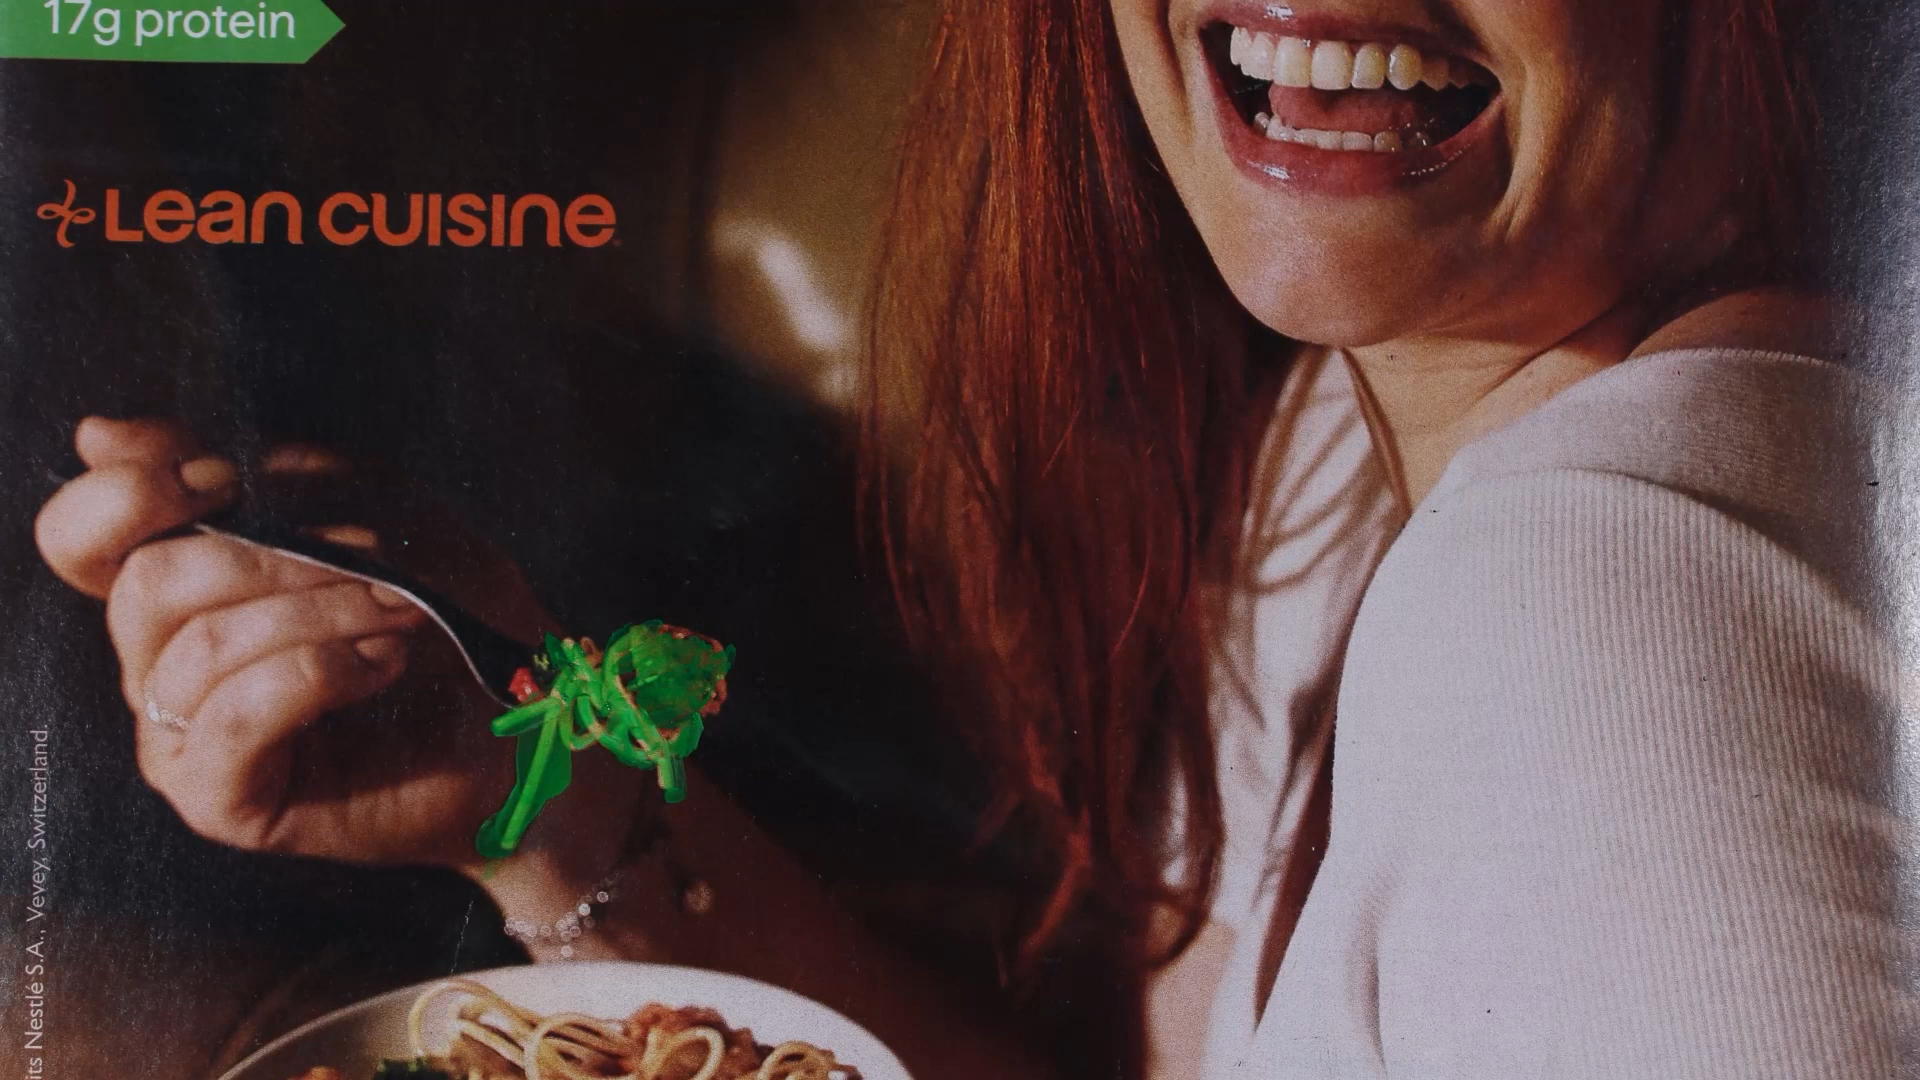 17g protein
Lean Cuisine
its Nestlé S.A., Vevey, Switzerland.